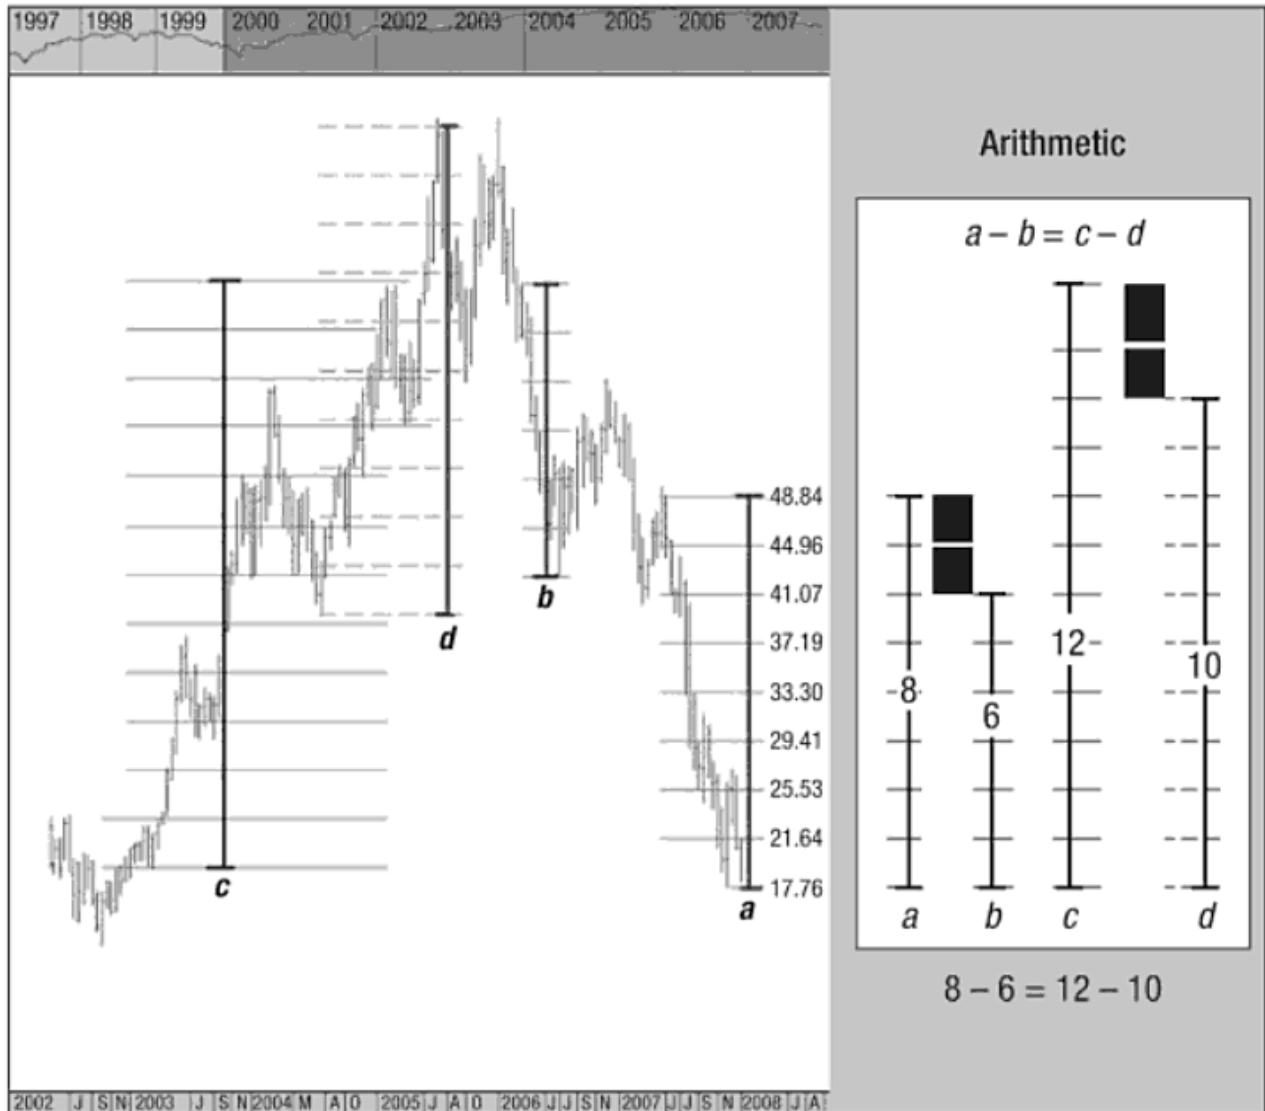 1997 1998 1999 2000 2001 2002 2003 2004 2005 2006 2007
Arithmetic
a – b = c – d
48.84
44.96
41.07
37.19
33.30
29.41
25.53
21.64
17.76
c
d
b
a
8
6
12
10
a b c d
8 – 6 = 12 – 10
2002 J S N 2003 J S N 2004 M A O 2005 J A O 2006 J J S N 2007 J J S N 2008 J A